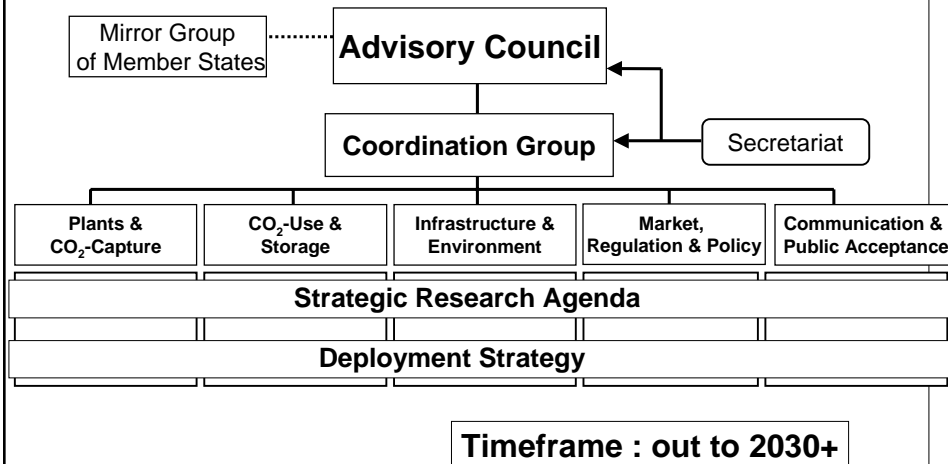 Mirror Group
of Member States
Advisory Council
Coordination Group
Secretariat
Plants &
CO₂-Capture
CO₂-Use &
Storage
Infrastructure &
Environment
Market,
Regulation & Policy
Communication &
Public Acceptance
Strategic Research Agenda
Deployment Strategy
Timeframe : out to 2030+